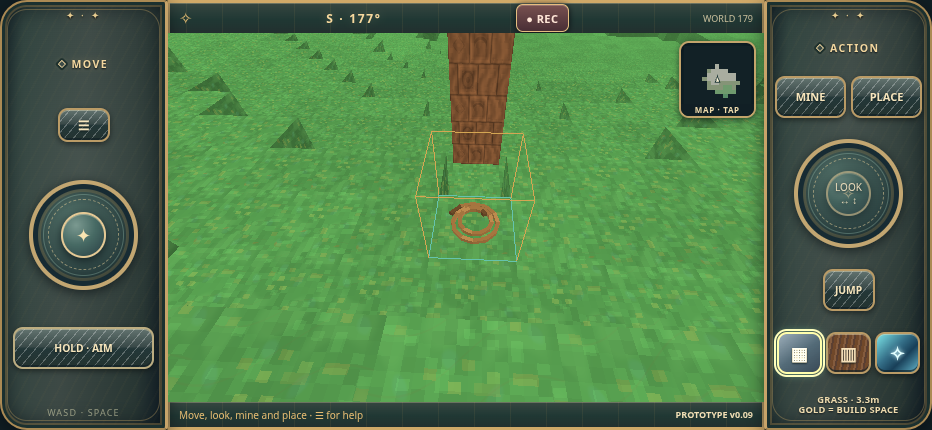 MOVE
☰
HOLD · AIM
WASD · SPACE
S · 177°
● REC
WORLD 179
MAP · TAP
Move, look, mine and place · ☰ for help
PROTOTYPE v0.09
ACTION
MINE
PLACE
LOOK
↔ ↕
JUMP
GRASS · 3.3m
GOLD = BUILD SPACE